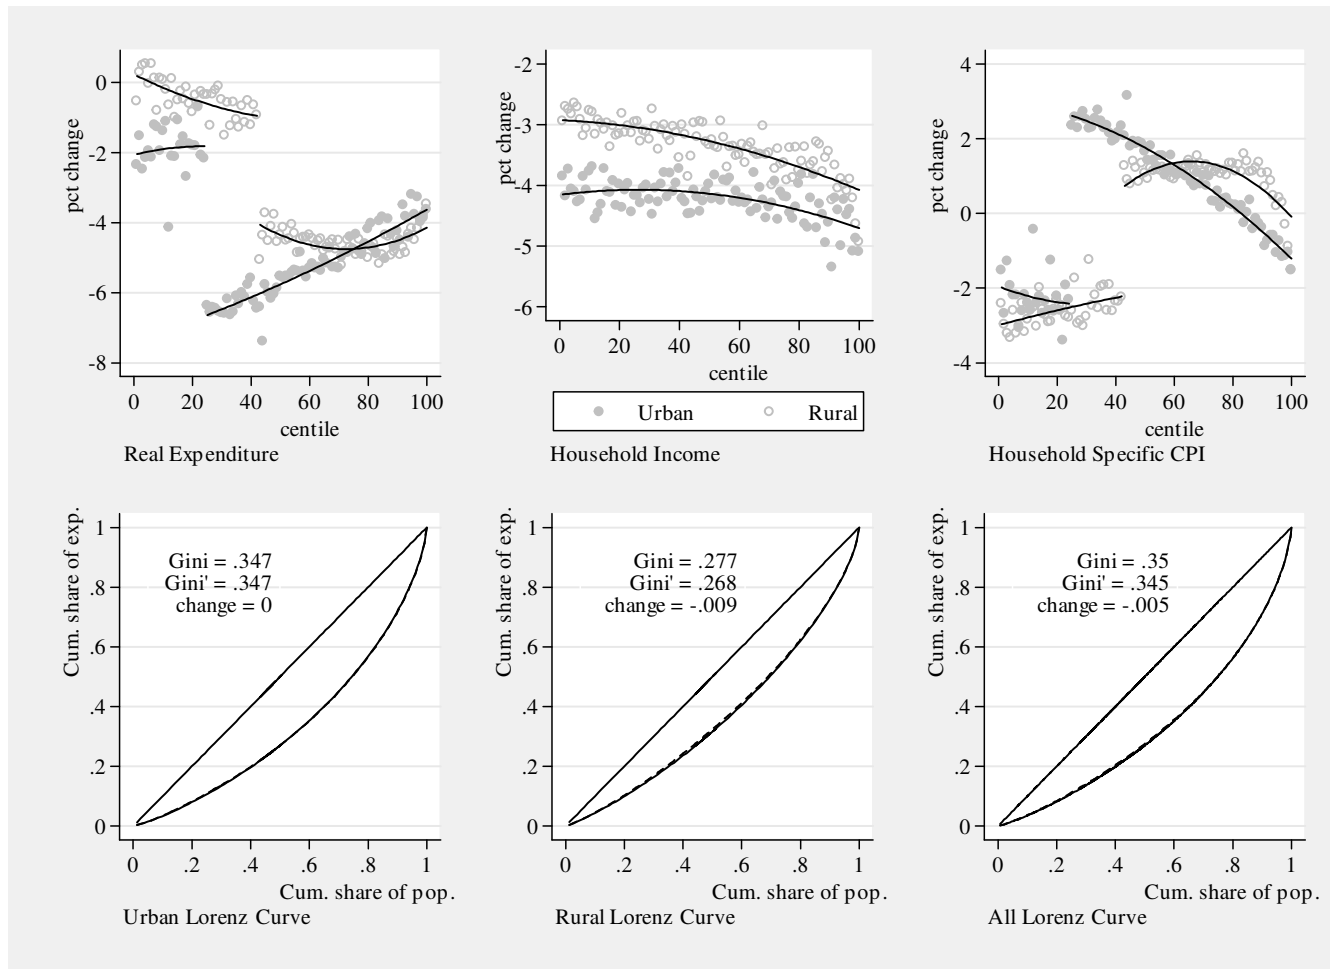 pct change
0
-2
-4
-6
-8
0 20 40 60 80 100
centile
Real Expenditure
pct change
-2
-3
-4
-5
-6
0 20 40 60 80 100
centile
Urban Rural
Household Income
pct change
4
2
0
-2
-4
0 20 40 60 80 100
centile
Household Specific CPI
Cum. share of exp.
1
.8
.6
.4
.2
0
Gini = .347
Gini' = .347
change = 0
0 .2 .4 .6 .8 1
Cum. share of pop.
Urban Lorenz Curve
Cum. share of exp.
1
.8
.6
.4
.2
0
Gini = .277
Gini' = .268
change = -.009
0 .2 .4 .6 .8 1
Cum. share of pop.
Rural Lorenz Curve
Cum. share of exp.
1
.8
.6
.4
.2
0
Gini = .35
Gini' = .345
change = -.005
0 .2 .4 .6 .8 1
Cum. share of pop.
All Lorenz Curve